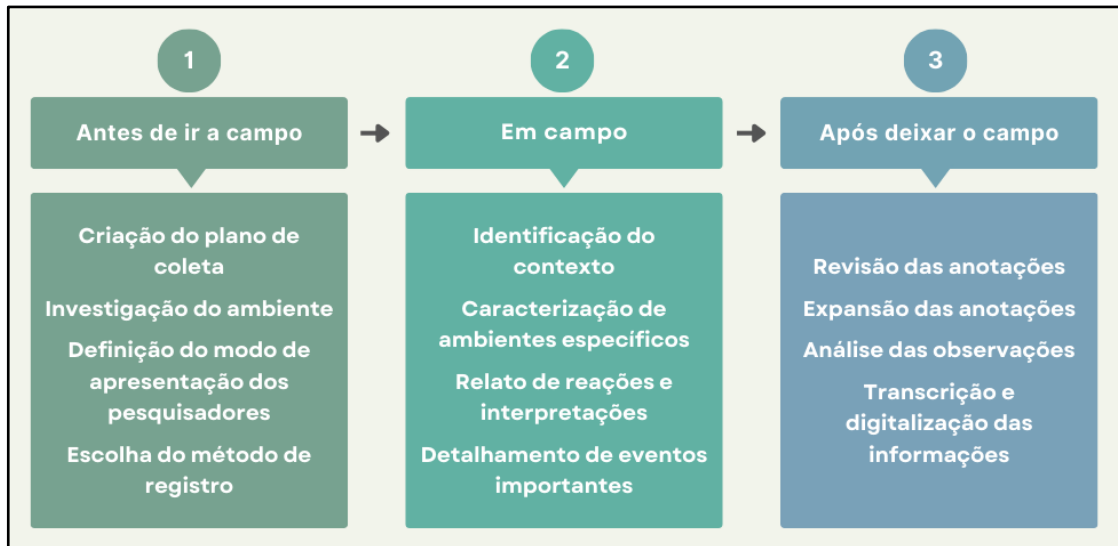 1
Antes de ir a campo
Criação do plano de
coleta
Investigação do ambiente
Definição do modo de
apresentação dos
pesquisadores
Escolha do método de
registro
2
Em campo
Identificação do
contexto
Caracterização de
ambientes específicos
Relato de reações e
interpretações
Detalhamento de eventos
importantes
3
Após deixar o campo
Revisão das anotações
Expansão das anotações
Análise das observações
Transcrição e
digitalização das
informações